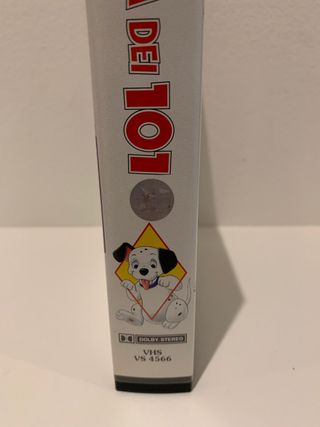 DEI 101
DOLBY STEREO
VHS
VS 4566